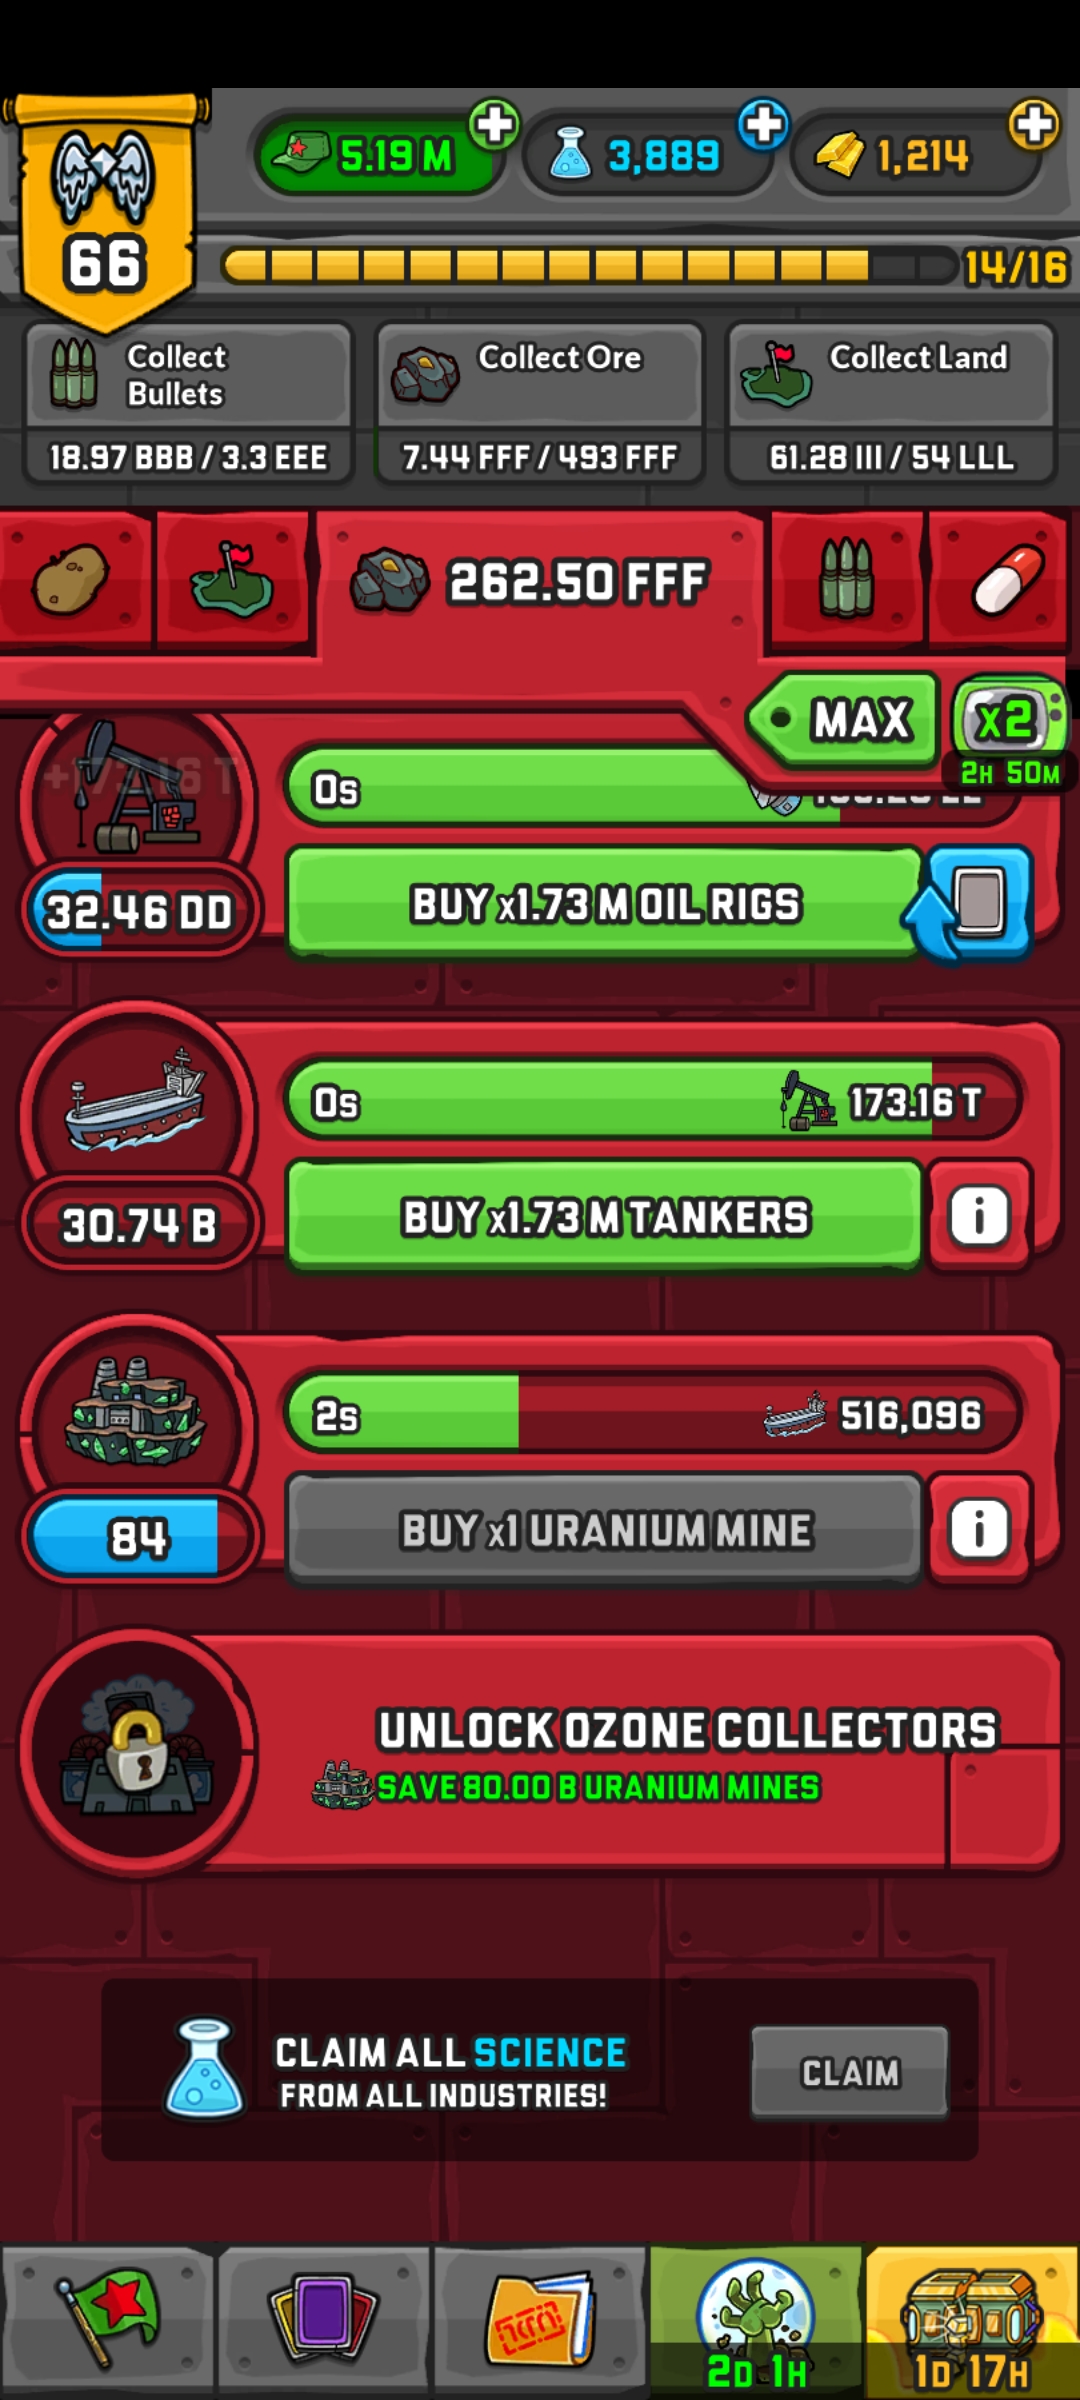 5.19 M
3,889
1,214
66
14/16
Collect
Bullets
18.97 BBB / 3.3 EEE
Collect Ore
7.44 FFF / 493 FFF
Collect Land
61.28 III / 54 LLL
262.50 FFF
MAX
x2
2H 50M
+173.16 T
0s
32.46 DD
BUY x1.73 M OIL RIGS
0s
173.16 T
30.74 B
BUY x1.73 M TANKERS
i
2s
516,096
84
BUY x1 URANIUM MINE
i
UNLOCK OZONE COLLECTORS
SAVE 80.00 B URANIUM MINES
CLAIM ALL SCIENCE
FROM ALL INDUSTRIES!
CLAIM
2D 1H
1D 17H